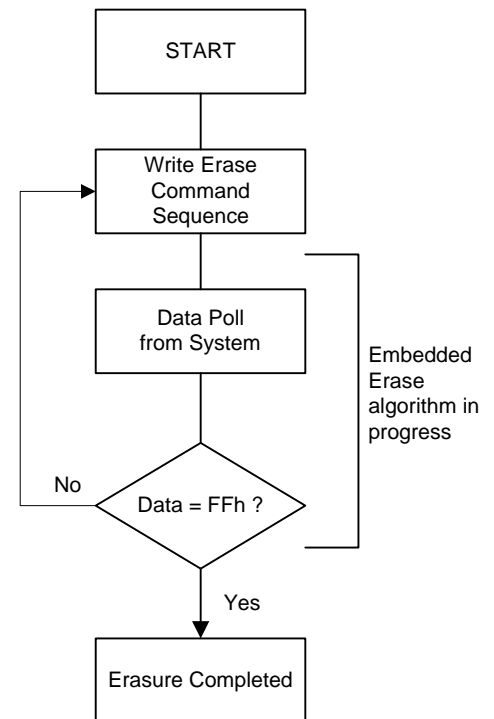 START
Write Erase
Command
Sequence
Data Poll
from System
Embedded
Erase
algorithm in
progress
No
Data = FFh ?
Yes
Erasure Completed